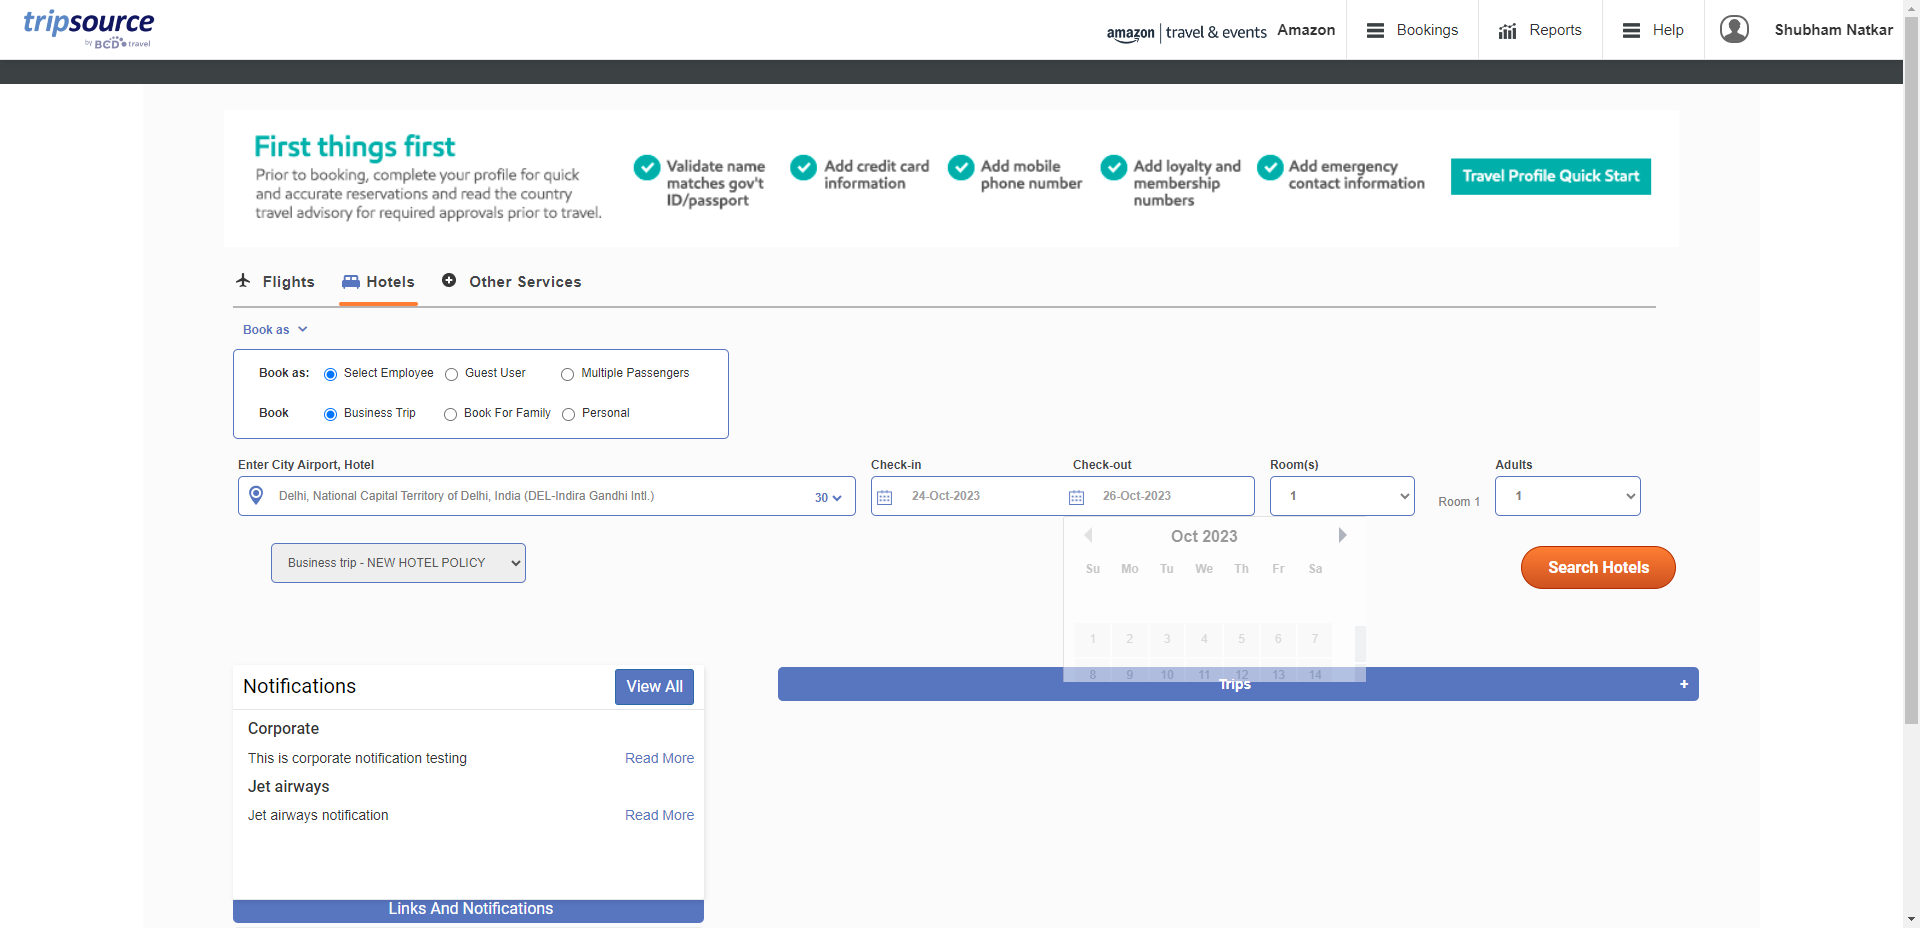 tripsource
by BCD travel
amazon | travel & events Amazon
Bookings
Reports
Help
Shubham Natkar
First things first
Prior to booking, complete your profile for quick
and accurate reservations and read the country
travel advisory for required approvals prior to travel.
Validate name
matches gov't
ID/passport
Add credit card
information
Add mobile
phone number
Add loyalty and
membership
numbers
Add emergency
contact information
Travel Profile Quick Start
Flights
Hotels
Other Services
Book as
Book as: Select Employee Guest User Multiple Passengers
Book Business Trip Book For Family Personal
Enter City Airport, Hotel
Delhi, National Capital Territory of Delhi, India (DEL-Indira Gandhi Intl.) 30
Check-in
24-Oct-2023
Check-out
26-Oct-2023
Room(s)
1
Room 1
Adults
1
Oct 2023
Su Mo Tu We Th Fr Sa
1 2 3 4 5 6 7
8 9 10 11 12 13 14
Business trip - NEW HOTEL POLICY
Search Hotels
Notifications
View All
Corporate
This is corporate notification testing Read More
Jet airways
Jet airways notification Read More
Links And Notifications
Trips +